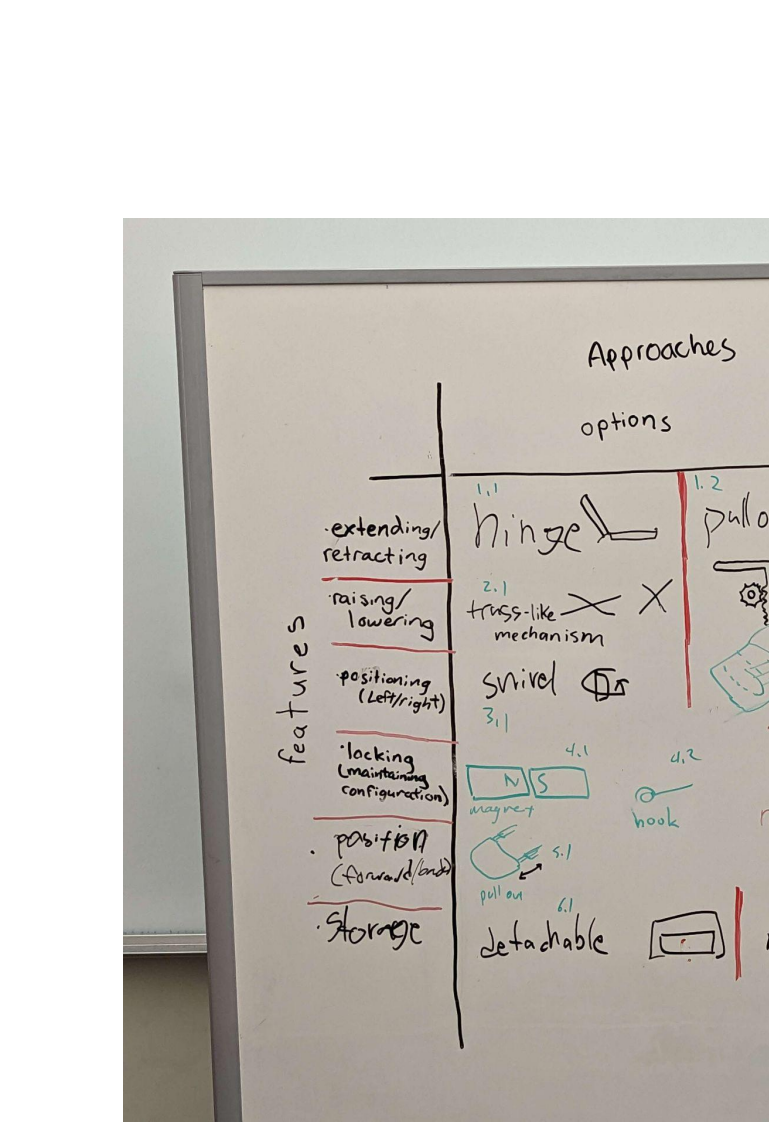 Approaches
options
features
1.1
1.2
·extending/
retracting
hinge
·raising/
lowering
2.1
truss-like
mechanism
·positioning
(Left/right)
swivel
3.1
·locking
(maintaining
configuration)
4.1
N S
magnet
4.2
hook
·position
(forward/back)
5.1
pull out
·Storage
6.1
detachable